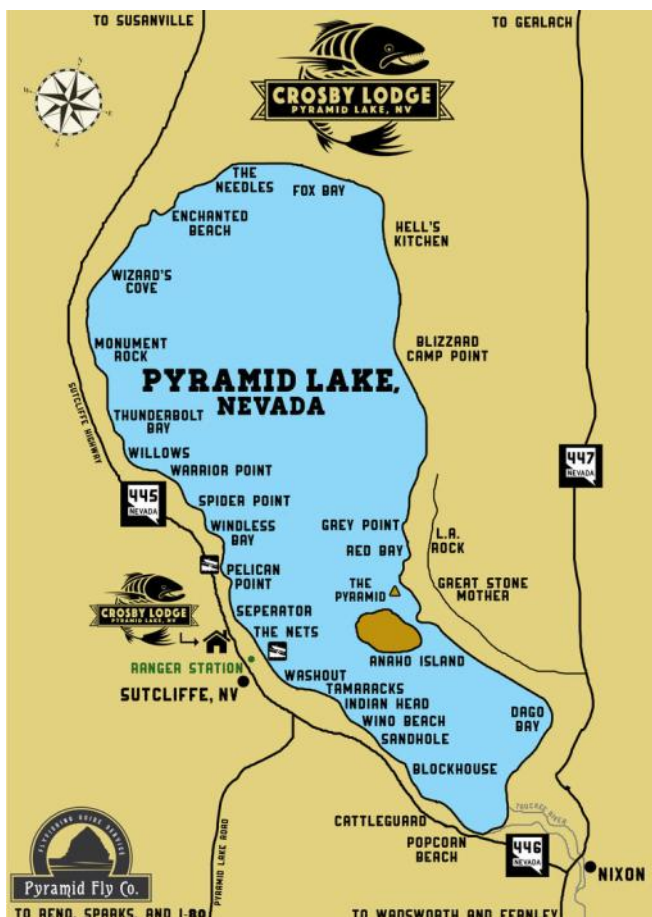 TO SUSANVILLE
TO GERLACH
CROSBY LODGE
PYRAMID LAKE, NV
N
E
S
W
THE
NEEDLES
FOX BAY
ENCHANTED
BEACH
HELL'S
KITCHEN
WIZARD'S
COVE
MONUMENT
ROCK
BLIZZARD
CAMP POINT
PYRAMID LAKE,
NEVADA
SUTCLIFFE HIGHWAY
THUNDERBOLT
BAY
WILLOWS
WARRIOR POINT
447
NEVADA
445
NEVADA
SPIDER POINT
WINDLESS
BAY
GREY POINT
RED BAY
L.A.
ROCK
PELICAN
POINT
THE
PYRAMID
GREAT STONE
MOTHER
CROSBY LODGE
PYRAMID LAKE, NV
SEPERATOR
THE NETS
ANAHO ISLAND
RANGER STATION
SUTCLIFFE, NV
WASHOUT
TAMARACKS
INDIAN HEAD
WINO BEACH
SANDHOLE
DAGO
BAY
BLOCKHOUSE
TRUCKEE RIVER
CATTLEGUARD
POPCORN
BEACH
446
NEVADA
NIXON
PYRAMID LAKE ROAD
FLYFISHING GUIDE SERVICE
Pyramid Fly Co.
TO RENO, SPARKS, AND I-80
TO WADSWORTH AND FERNLEY